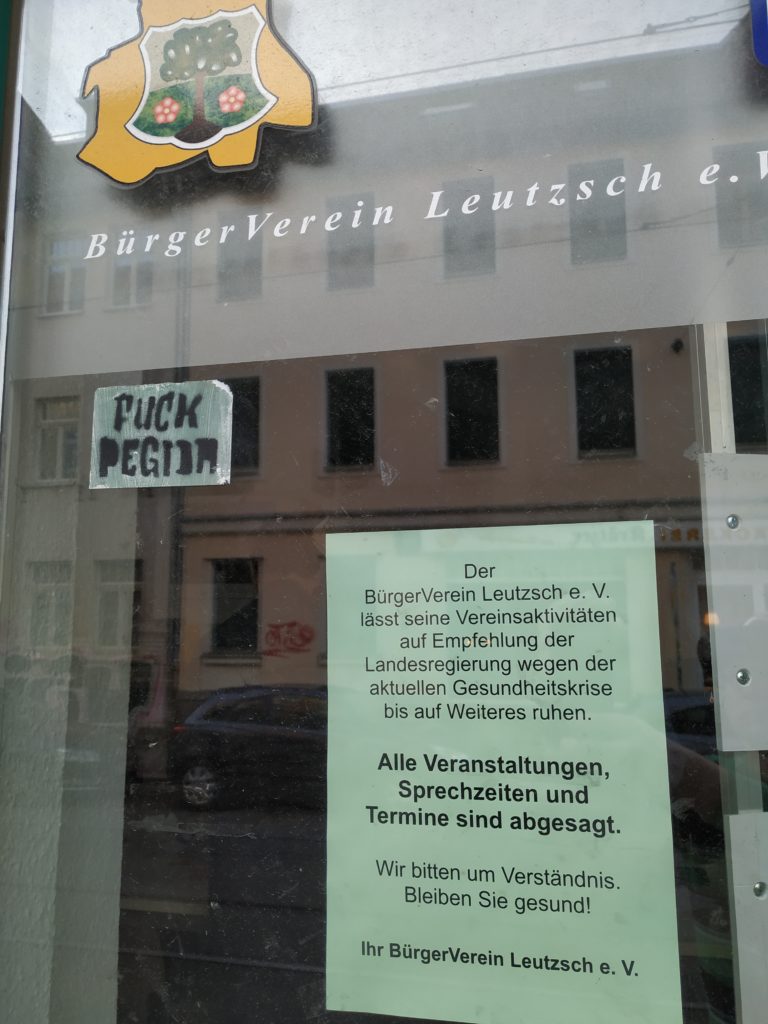 BürgerVerein Leutzsch e.V
FUCK
PEGIDA
Der
BürgerVerein Leutzsch e. V.
lässt seine Vereinsaktivitäten
auf Empfehlung der
Landesregierung wegen der
aktuellen Gesundheitskrise
bis auf Weiteres ruhen.
Alle Veranstaltungen,
Sprechzeiten und
Termine sind abgesagt.
Wir bitten um Verständnis.
Bleiben Sie gesund!
Ihr BürgerVerein Leutzsch e. V.